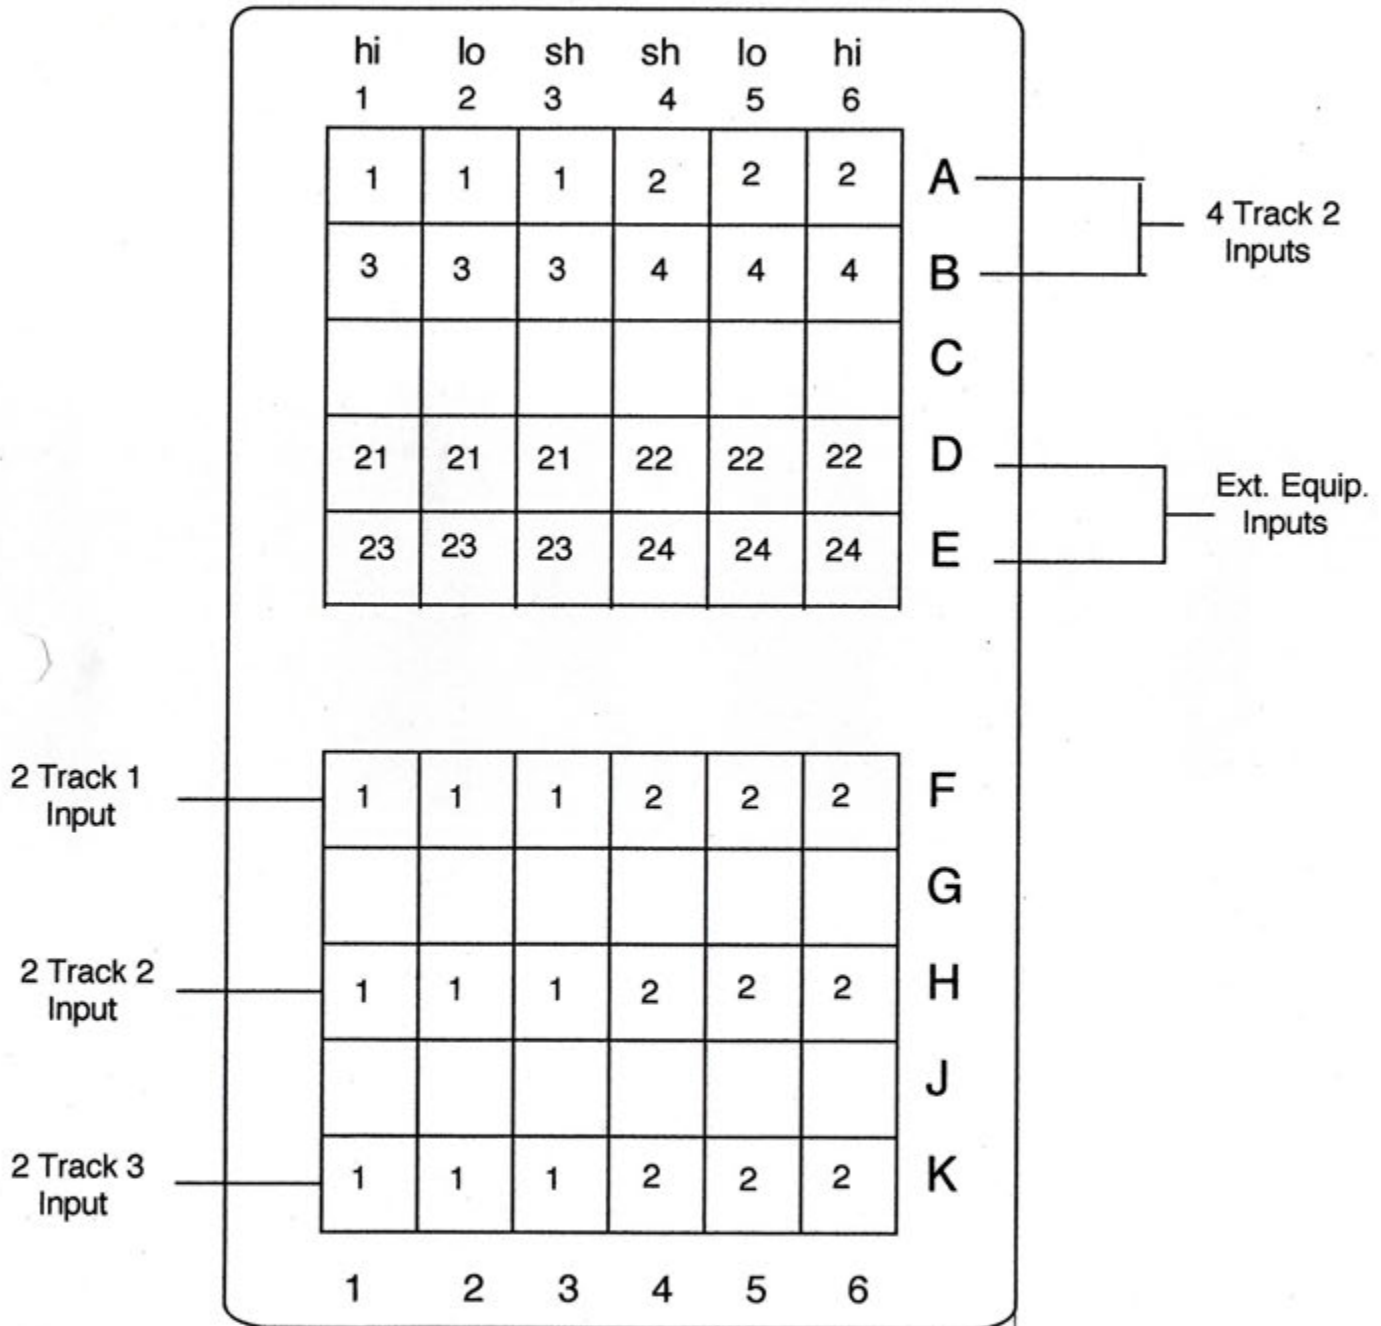 hi lo sh sh lo hi
1 2 3 4 5 6
1 1 1 2 2 2 A
4 Track 2
Inputs
3 3 3 4 4 4 B
C
21 21 21 22 22 22 D
Ext. Equip.
Inputs
23 23 23 24 24 24 E
2 Track 1
Input
1 1 1 2 2 2 F
G
2 Track 2
Input
1 1 1 2 2 2 H
J
2 Track 3
Input
1 1 1 2 2 2 K
1 2 3 4 5 6